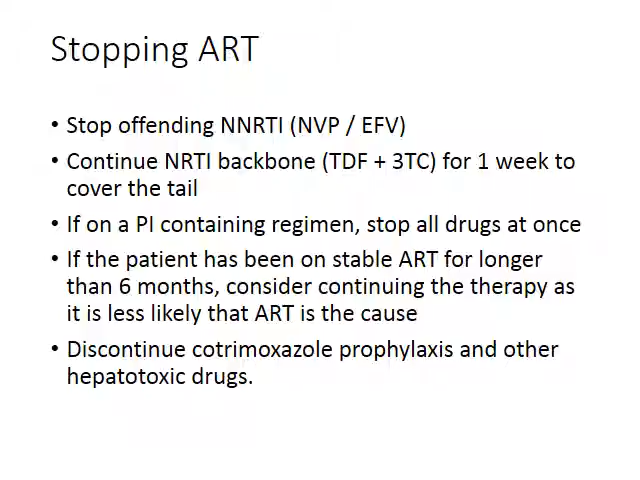 Stopping ART
• Stop offending NNRTI (NVP / EFV)
• Continue NRTI backbone (TDF + 3TC) for 1 week to
cover the tail
• If on a PI containing regimen, stop all drugs at once
• If the patient has been on stable ART for longer
than 6 months, consider continuing the therapy as
it is less likely that ART is the cause
• Discontinue cotrimoxazole prophylaxis and other
hepatotoxic drugs.